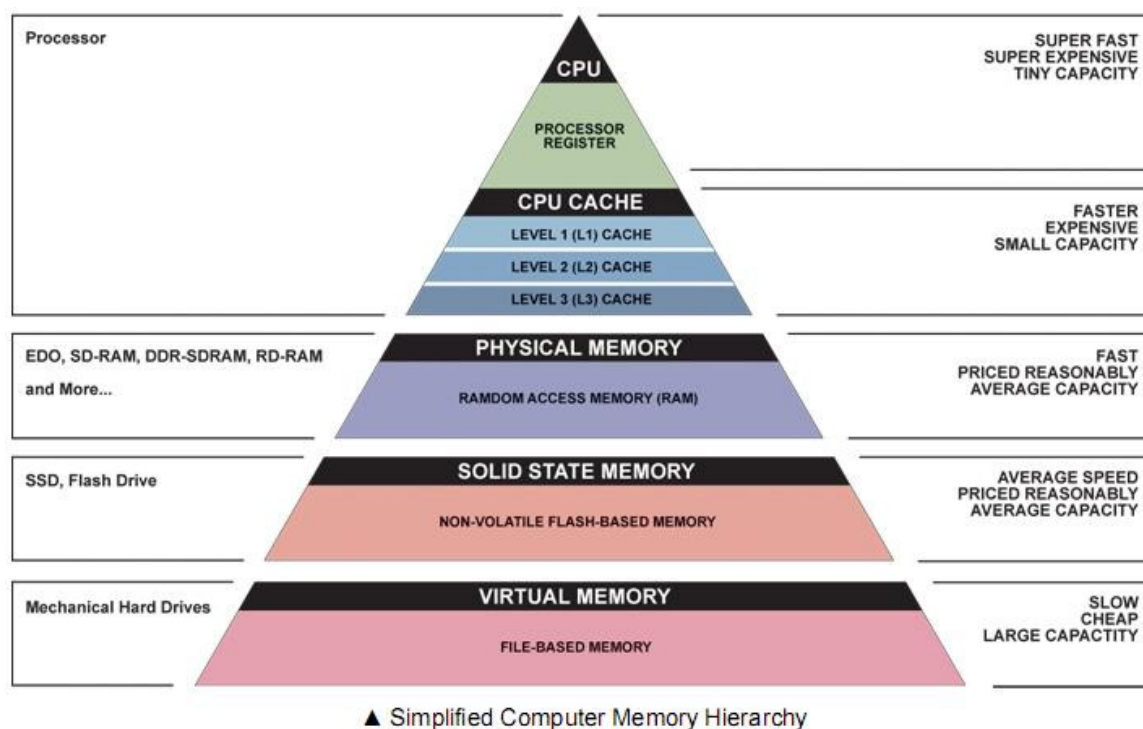 Processor
CPU
PROCESSOR
REGISTER
SUPER FAST
SUPER EXPENSIVE
TINY CAPACITY
CPU CACHE
LEVEL 1 (L1) CACHE
LEVEL 2 (L2) CACHE
LEVEL 3 (L3) CACHE
FASTER
EXPENSIVE
SMALL CAPACITY
EDO, SD-RAM, DDR-SDRAM, RD-RAM
and More...
PHYSICAL MEMORY
RAMDOM ACCESS MEMORY (RAM)
FAST
PRICED REASONABLY
AVERAGE CAPACITY
SSD, Flash Drive
SOLID STATE MEMORY
NON-VOLATILE FLASH-BASED MEMORY
AVERAGE SPEED
PRICED REASONABLY
AVERAGE CAPACITY
Mechanical Hard Drives
VIRTUAL MEMORY
FILE-BASED MEMORY
SLOW
CHEAP
LARGE CAPACTITY
▲ Simplified Computer Memory Hierarchy